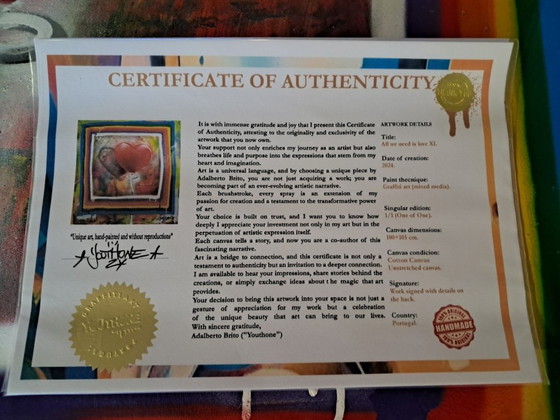 CERTIFICATE OF AUTHENTICITY
"Unique art, hand-painted and without reproductions"
YOUTHONE
It is with immense gratitude and joy that I present this Certificate
of Authenticity, attesting to the originality and exclusivity of the
artwork that you now own.
Your support not only enriches my journey as an artist but also
breathes life and purpose into the expressions that stem from my
heart and imagination.
Art is a universal language, and by choosing a unique piece by
Adalberto Brito, you are not just acquiring a work; you are
becoming part of an ever-evolving artistic narrative.
Each brushstroke, every spray is an extension of my
passion for creation and a testament to the transformative power
of art.
Your choice is built on trust, and I want you to know how
deeply I appreciate your investment not only in my art but in the
perpetuation of artistic expression itself.
Each canvas tells a story, and now you are a co-author of this
fascinating narrative.
Art is a bridge to connection, and this certificate is not only a
testament to authenticity but an invitation to a deeper connection.
I am available to hear your impressions, share stories behind the
creations, or simply exchange ideas about the magic that art
provides.
Your decision to bring this artwork into your space is not just a
gesture of appreciation for my work but a celebration
of the unique beauty that art can bring to our lives.
With sincere gratitude,
Adalberto Brito ("Youthone")
ARTWORK DETAILS
Title:
All we need is love XI.
Date of creation:
2024.
Paint thecnique:
Graffiti art (mixed media).
Singular edition:
1/1 (One of One).
Canvas dimensions:
100×101 cm.
Canvas condicion:
Cotton Canvas
Unstretched canvas.
Signature:
Work signed with details on
the back.
Country:
Portugal.
100% ORIGINAL
HANDMADE
100% ORIGINAL